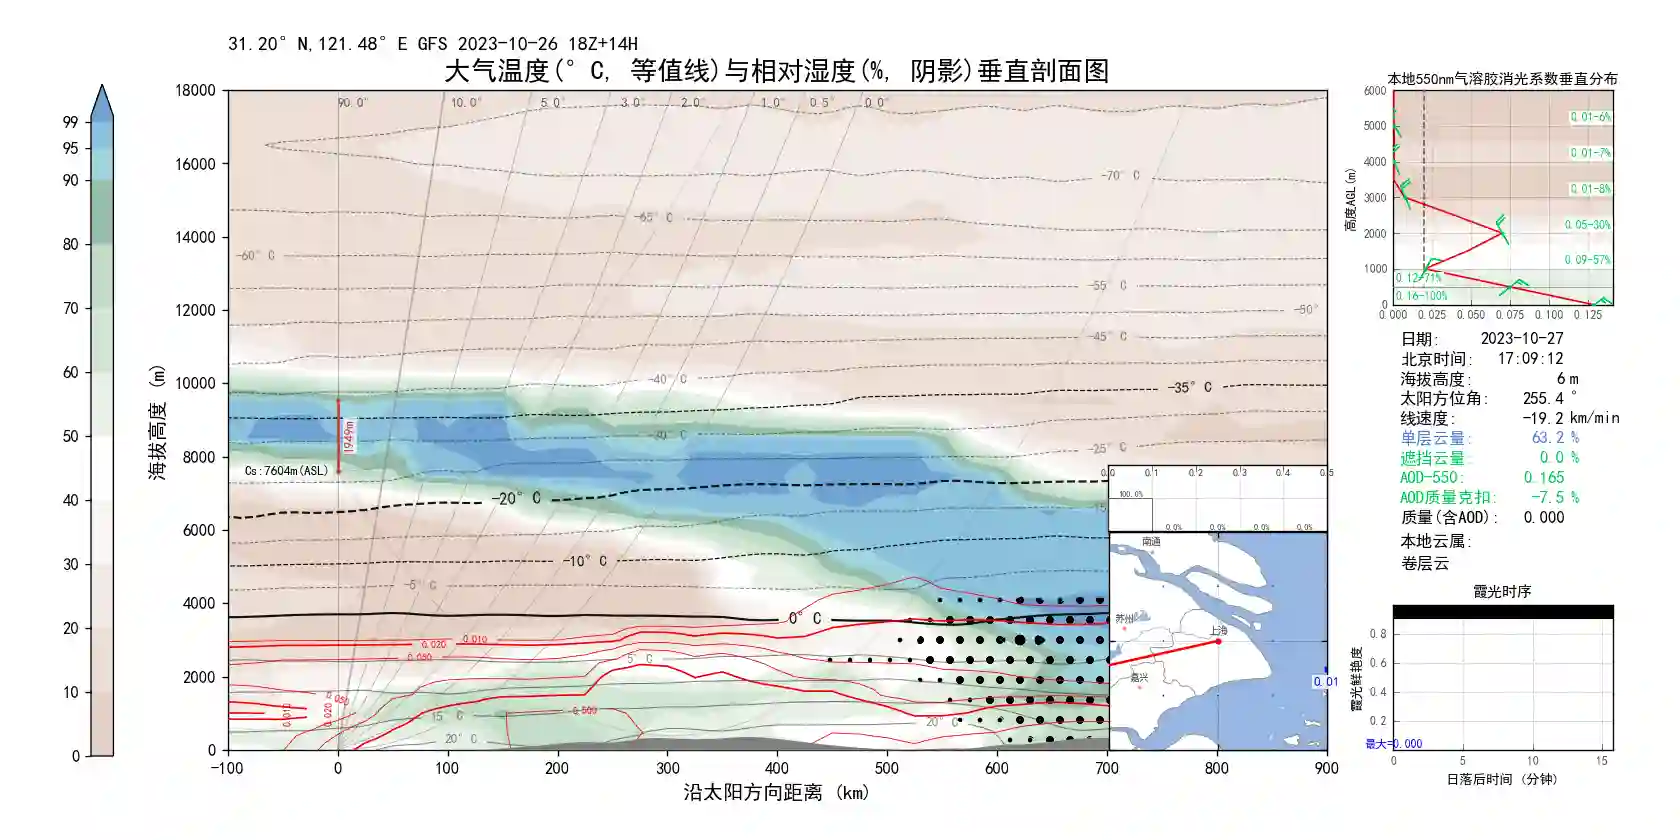 31.20°N,121.48°E GFS 2023-10-26 18Z+14H
大气温度(°C, 等值线)与相对湿度(%, 阴影)垂直剖面图
99
95
90
80
70
60
50
40
30
20
10
0
海拔高度 (m)
18000
16000
14000
12000
10000
8000
6000
4000
2000
0
90.0° 10.0° 5.0° 3.0° 2.0° 1.0° 0.5° 0.0°
-70°C
-65°C
-60°C
-55°C
-50°
-45°C
-40°C
-35°C
-30°C
-25°C
1949m
Cs:7604m(ASL)
-20°C
-15
-10°C
-5°C
0°C
5°C
15°C
20°C
20°C
0.020
0.010
0.050
0.050
0.020
0.010
0.500
-100 0 100 200 300 400 500 600 700 800 900
沿太阳方向距离 (km)
0.0 0.1 0.2 0.3 0.4 0.5
100.0%
0.0% 0.0% 0.0% 0.0%
南通
苏州
上海
嘉兴
0.01
本地550nm气溶胶消光系数垂直分布
高度AGL(m)
6000
5000
4000
3000
2000
1000
0
0.01-6%
0.01-7%
0.01-8%
0.05-30%
0.09-57%
0.12-71%
0.16-100%
0.000 0.025 0.050 0.075 0.100 0.125
日期: 2023-10-27
北京时间: 17:09:12
海拔高度: 6 m
太阳方位角: 255.4 °
线速度: -19.2 km/min
单层云量: 63.2 %
遮挡云量: 0.0 %
AOD-550: 0.165
AOD质量克扣: -7.5 %
质量(含AOD): 0.000
本地云属:
卷层云
霞光时序
霞光鲜艳度
0.8
0.6
0.4
0.2
最大=0.000
0 5 10 15
日落后时间 (分钟)